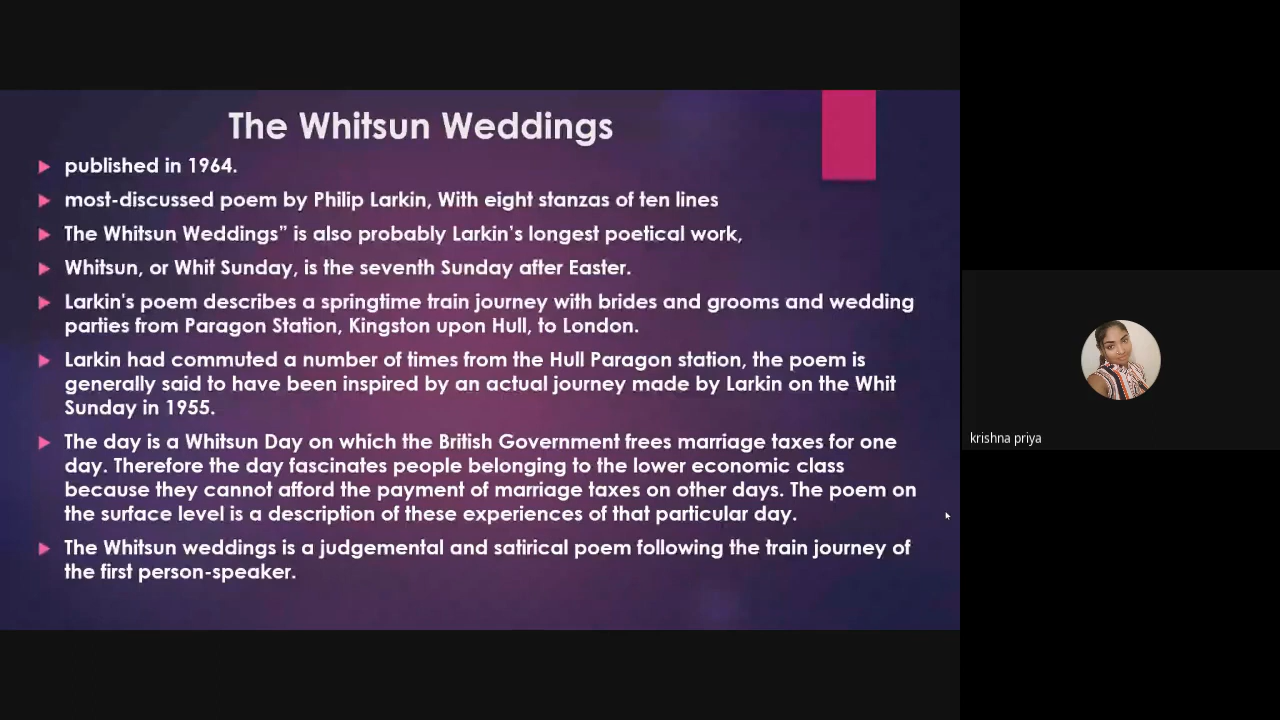 The Whitsun Weddings
published in 1964.
most-discussed poem by Philip Larkin, With eight stanzas of ten lines
The Whitsun Weddings” is also probably Larkin’s longest poetical work,
Whitsun, or Whit Sunday, is the seventh Sunday after Easter.
Larkin's poem describes a springtime train journey with brides and grooms and wedding
parties from Paragon Station, Kingston upon Hull, to London.
Larkin had commuted a number of times from the Hull Paragon station, the poem is
generally said to have been inspired by an actual journey made by Larkin on the Whit
Sunday in 1955.
The day is a Whitsun Day on which the British Government frees marriage taxes for one
day. Therefore the day fascinates people belonging to the lower economic class
because they cannot afford the payment of marriage taxes on other days. The poem on
the surface level is a description of these experiences of that particular day.
The Whitsun weddings is a judgemental and satirical poem following the train journey of
the first person-speaker.
krishna priya